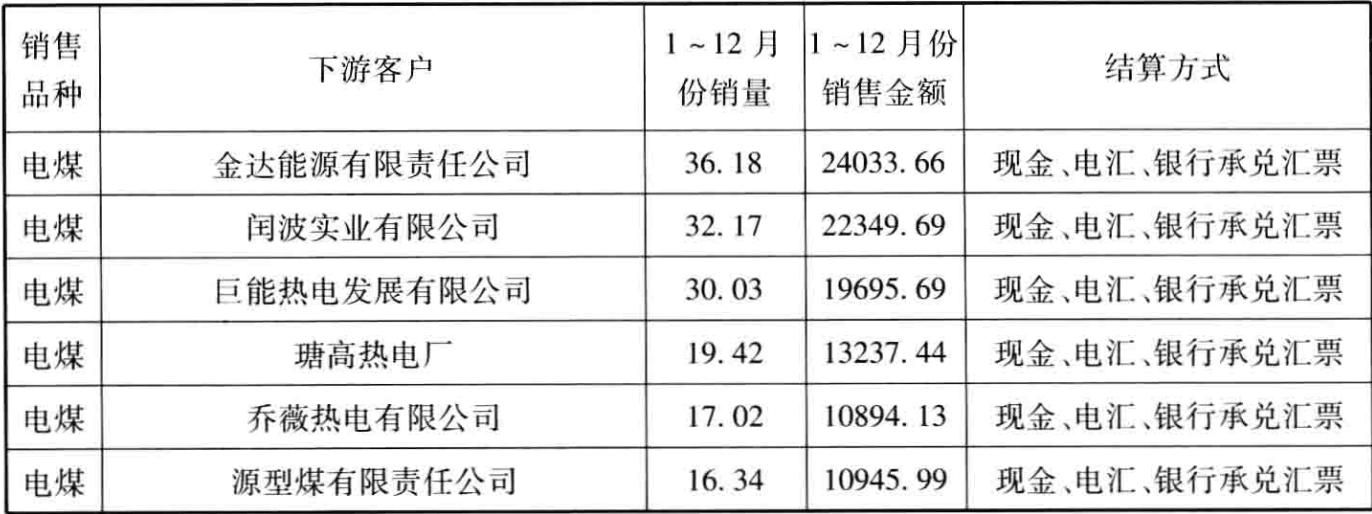 销售品种 下游客户 1~12月份销量 1~12月份销售金额 结算方式
电煤 金达能源有限责任公司 36.18 24033.66 现金、电汇、银行承兑汇票
电煤 闰波实业有限公司 32.17 22349.69 现金、电汇、银行承兑汇票
电煤 巨能热电发展有限公司 30.03 19695.69 现金、电汇、银行承兑汇票
电煤 瑭高热电厂 19.42 13237.44 现金、电汇、银行承兑汇票
电煤 乔薇热电有限公司 17.02 10894.13 现金、电汇、银行承兑汇票
电煤 源型煤有限责任公司 16.34 10945.99 现金、电汇、银行承兑汇票